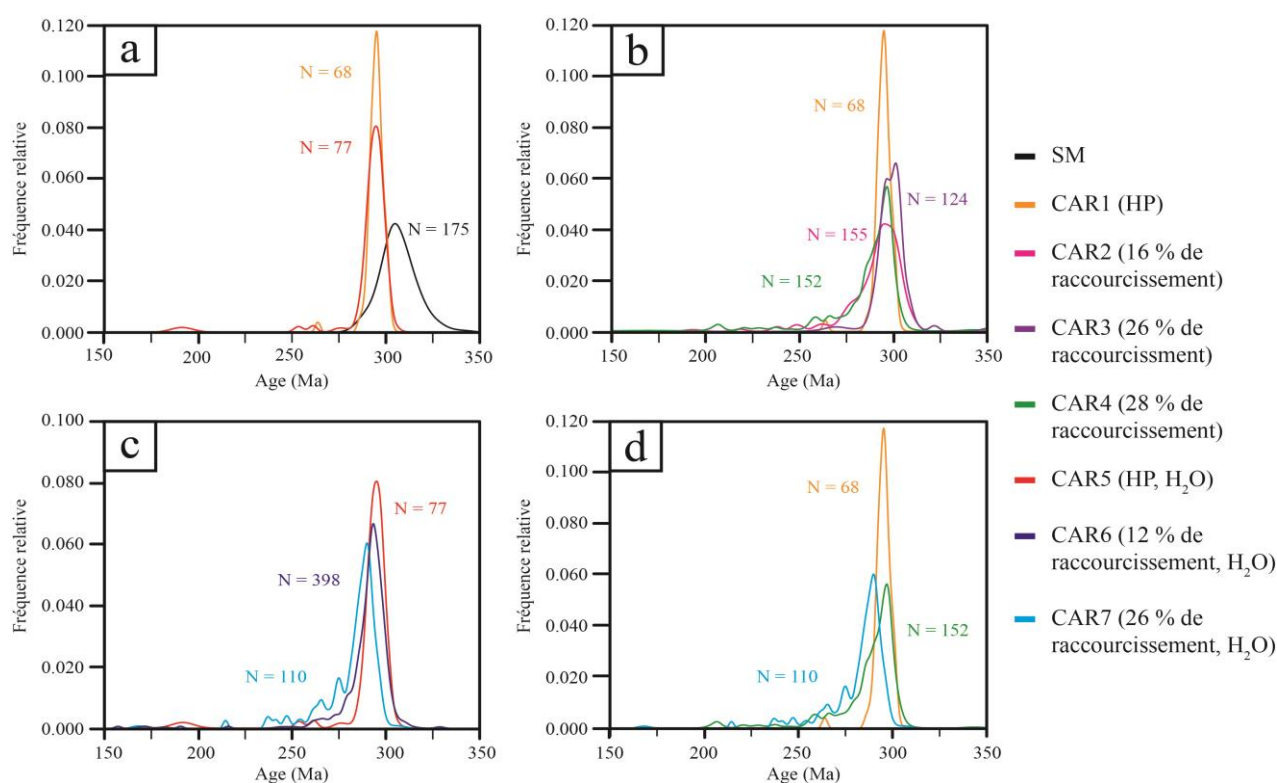 a
0.120
0.100
0.080
0.060
0.040
0.020
0.000
Fréquence relative
N = 68
N = 77
N = 175
150
200
250
300
350
Age (Ma)
b
0.120
0.100
0.080
0.060
0.040
0.020
0.000
Fréquence relative
N = 68
N = 124
N = 155
N = 152
150
200
250
300
350
Age (Ma)
c
0.100
0.080
0.060
0.040
0.020
0.000
Fréquence relative
N = 77
N = 398
N = 110
150
200
250
300
350
Age (Ma)
d
0.120
0.100
0.080
0.060
0.040
0.020
0.000
Fréquence relative
N = 68
N = 152
N = 110
150
200
250
300
350
Age (Ma)
SM
CAR1 (HP)
CAR2 (16 % de
raccourcissement)
CAR3 (26 % de
raccourcissment)
CAR4 (28 % de
raccourcissement)
CAR5 (HP, H₂O)
CAR6 (12 % de
raccourcissement, H₂O)
CAR7 (26 % de
raccourcissement, H₂O)